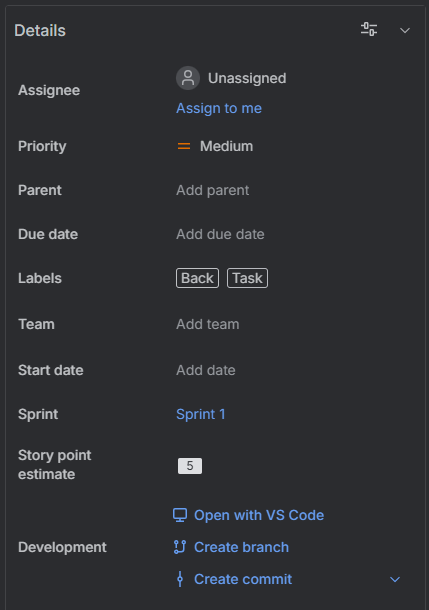 Details
Assignee
Unassigned
Assign to me
Priority
Medium
Parent
Add parent
Due date
Add due date
Labels
Back Task
Team
Add team
Start date
Add date
Sprint
Sprint 1
Story point
estimate
5
Development
Open with VS Code
Create branch
Create commit